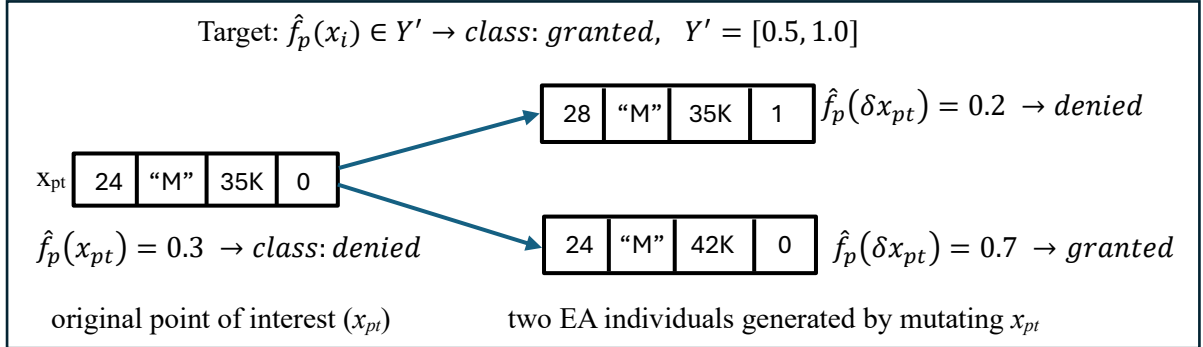 Target: f̂ₚ(xᵢ) ∈ Y′ → class: granted, Y′ = [0.5, 1.0]
28 "M" 35K 1 f̂ₚ(δxₚₜ) = 0.2 → denied
xₚₜ 24 "M" 35K 0
f̂ₚ(xₚₜ) = 0.3 → class: denied
24 "M" 42K 0 f̂ₚ(δxₚₜ) = 0.7 → granted
original point of interest (xₚₜ)
two EA individuals generated by mutating xₚₜ